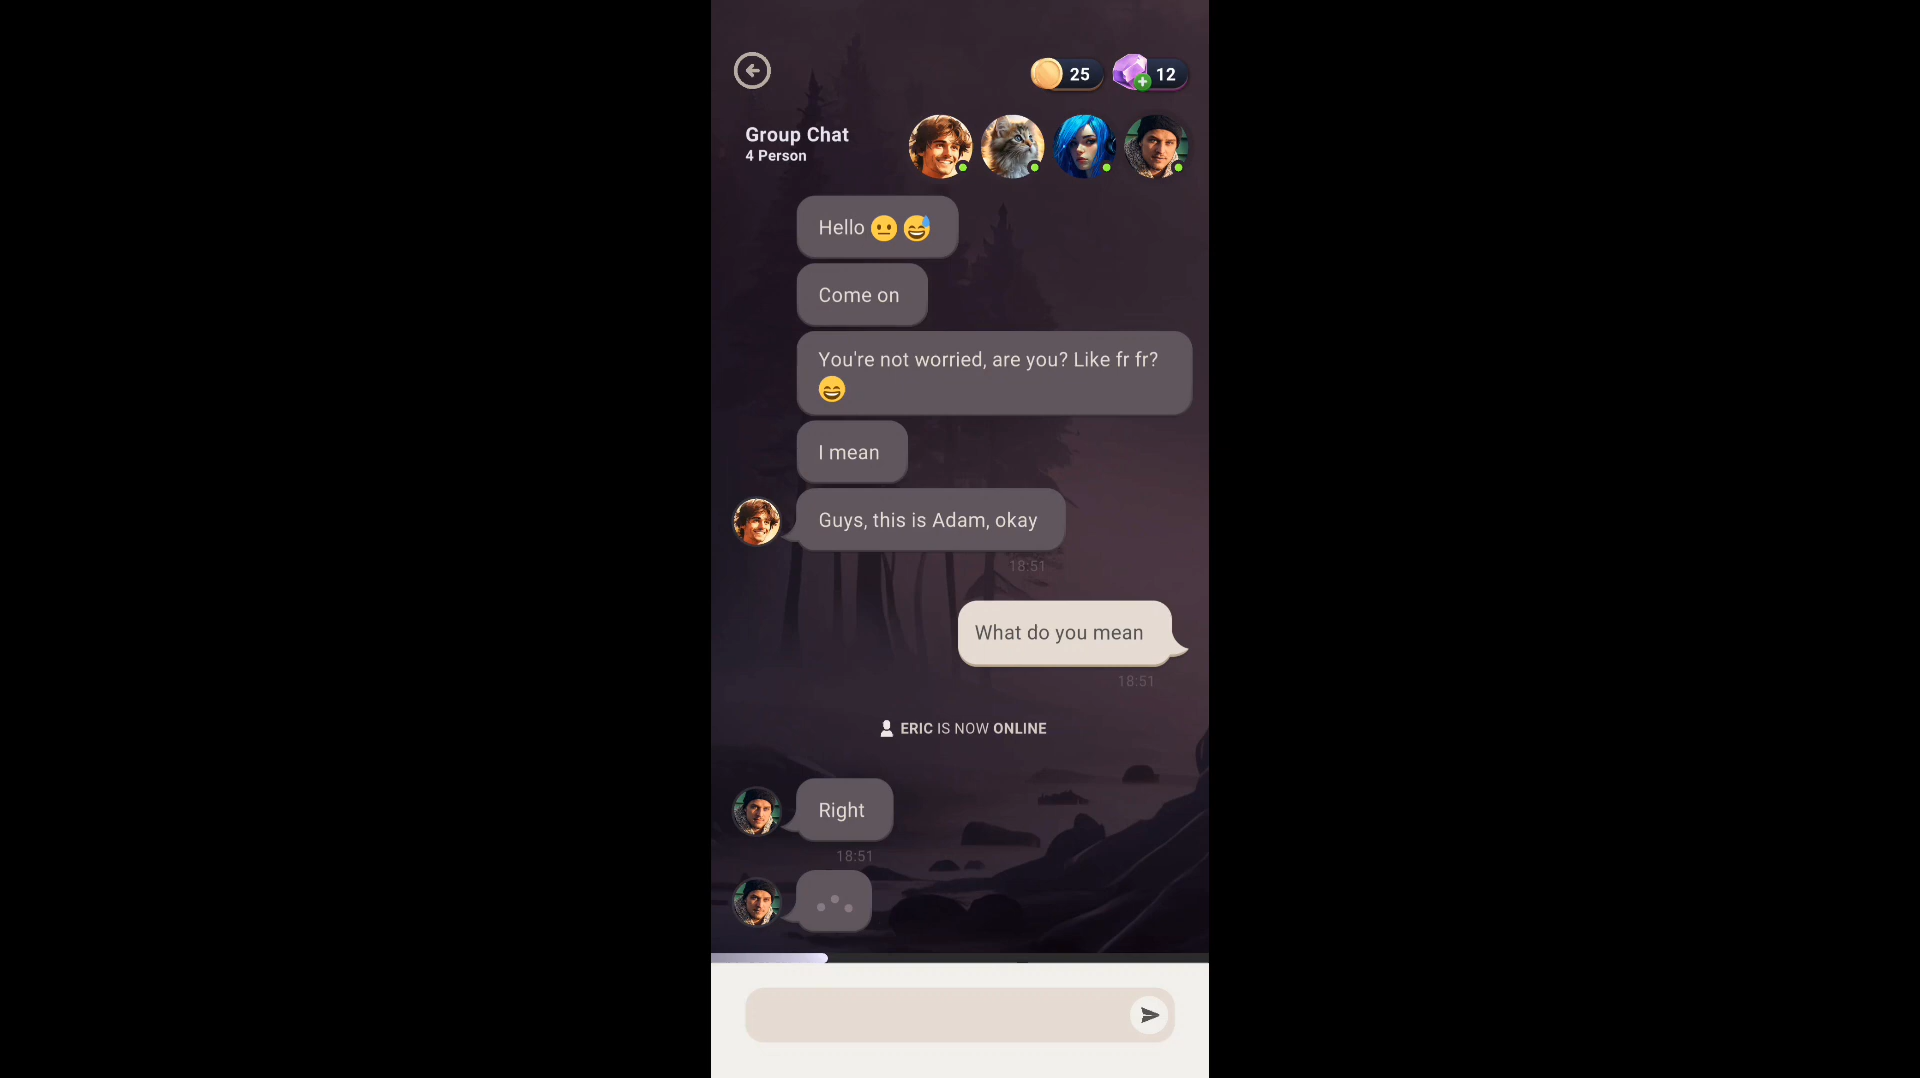 25
12
Group Chat
4 Person
Hello 😐 😅
Come on
You're not worried, are you? Like fr fr?
😄
I mean
Guys, this is Adam, okay
18:51
What do you mean
18:51
ERIC IS NOW ONLINE
Right
18:51